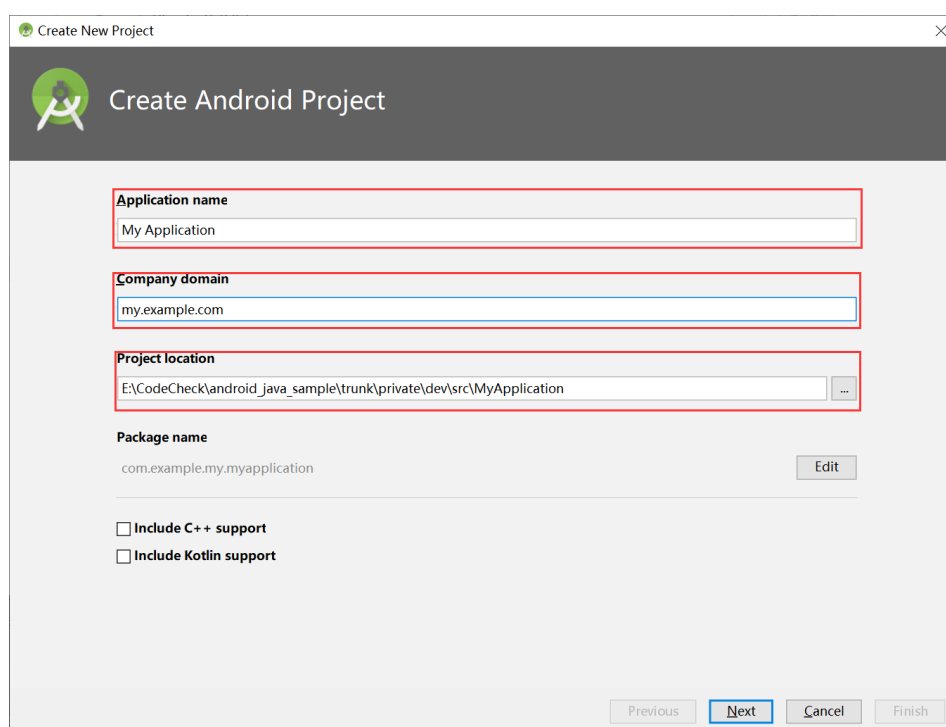 Create New Project
Create Android Project
Application name
My Application
Company domain
my.example.com
Project location
E:\CodeCheck\android_java_sample\trunk\private\dev\src\MyApplication
...
Package name
com.example.my.myapplication
Edit
Include C++ support
Include Kotlin support
Previous Next Cancel Finish